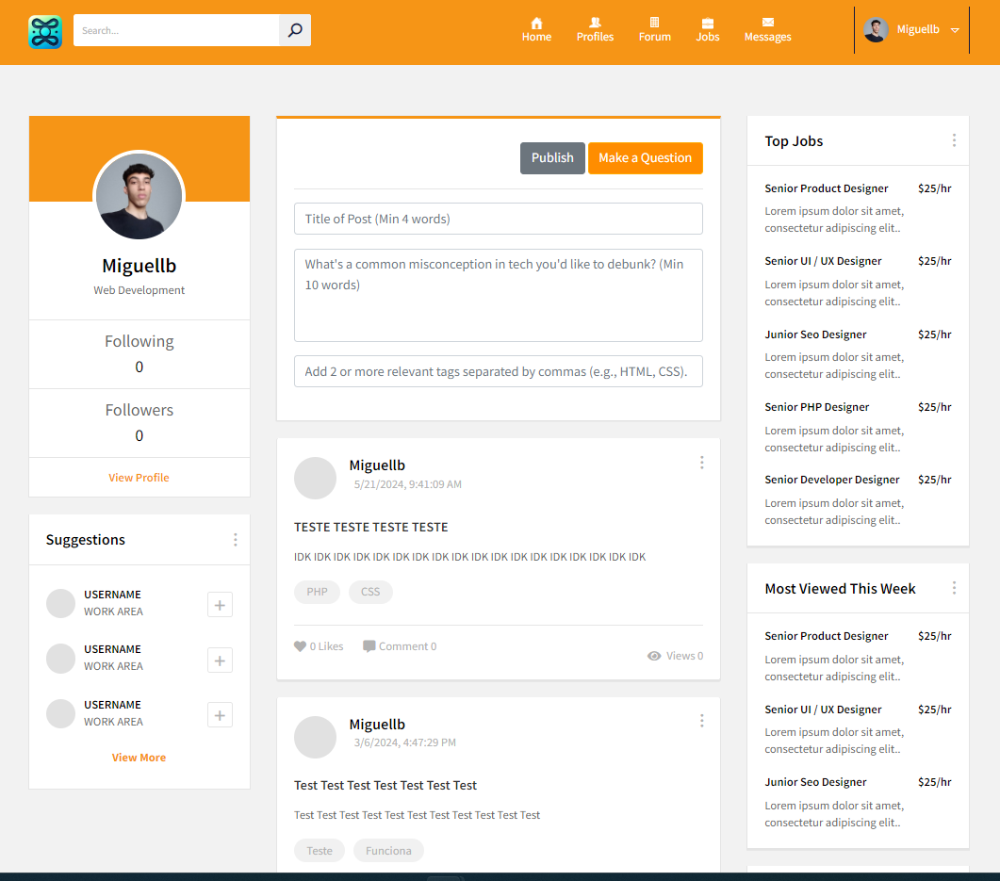 Search...
Home
Profiles
Forum
Jobs
Messages
Miguellb
Miguellb
Web Development
Following
0
Followers
0
View Profile
Suggestions
USERNAME
WORK AREA
USERNAME
WORK AREA
USERNAME
WORK AREA
View More
Publish
Make a Question
Title of Post (Min 4 words)
What's a common misconception in tech you'd like to debunk? (Min
10 words)
Add 2 or more relevant tags separated by commas (e.g., HTML, CSS).
Miguellb
5/21/2024, 9:41:09 AM
TESTE TESTE TESTE TESTE
IDK IDK IDK IDK IDK IDK IDK IDK IDK IDK IDK IDK IDK IDK IDK IDK IDK IDK
PHP
CSS
0 Likes
Comment 0
Views 0
Miguellb
3/6/2024, 4:47:29 PM
Test Test Test Test Test Test Test
Test Test Test Test Test Test Test Test Test Test Test
Teste
Funciona
Top Jobs
Senior Product Designer $25/hr
Lorem ipsum dolor sit amet,
consectetur adipiscing elit..
Senior UI / UX Designer $25/hr
Lorem ipsum dolor sit amet,
consectetur adipiscing elit..
Junior Seo Designer $25/hr
Lorem ipsum dolor sit amet,
consectetur adipiscing elit..
Senior PHP Designer $25/hr
Lorem ipsum dolor sit amet,
consectetur adipiscing elit..
Senior Developer Designer $25/hr
Lorem ipsum dolor sit amet,
consectetur adipiscing elit..
Most Viewed This Week
Senior Product Designer $25/hr
Lorem ipsum dolor sit amet,
consectetur adipiscing elit..
Senior UI / UX Designer $25/hr
Lorem ipsum dolor sit amet,
consectetur adipiscing elit..
Junior Seo Designer $25/hr
Lorem ipsum dolor sit amet,
consectetur adipiscing elit..